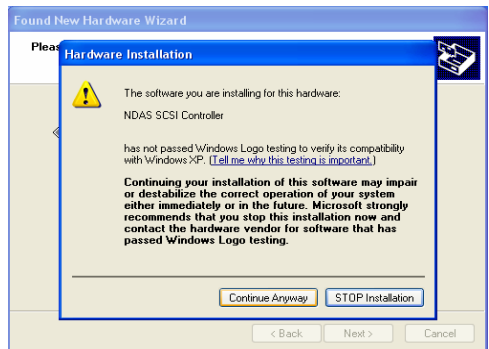 Found New Hardware Wizard
Pleas
Hardware Installation
The software you are installing for this hardware:
NDAS SCSI Controller
has not passed Windows Logo testing to verify its compatibility
with Windows XP. (Tell me why this testing is important.)
Continuing your installation of this software may impair
or destabilize the correct operation of your system
either immediately or in the future. Microsoft strongly
recommends that you stop this installation now and
contact the hardware vendor for software that has
passed Windows Logo testing.
Continue Anyway STOP Installation
< Back Next > Cancel